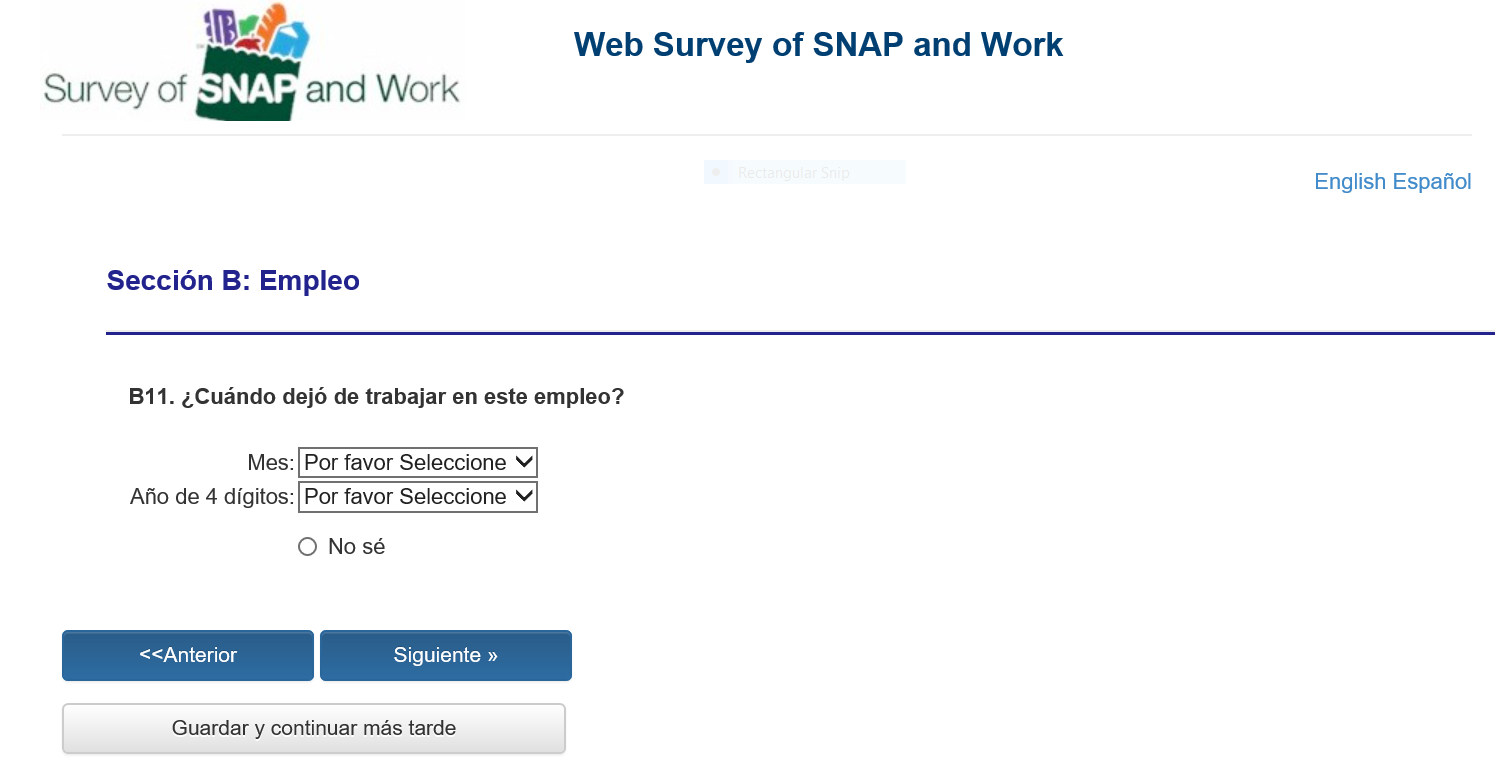 Survey of SNAP and Work
Web Survey of SNAP and Work
Rectangular Snip
English Español
Sección B: Empleo
B11. ¿Cuándo dejó de trabajar en este empleo?
Mes: Por favor Seleccione
Año de 4 dígitos: Por favor Seleccione
No sé
<<Anterior Siguiente »
Guardar y continuar más tarde